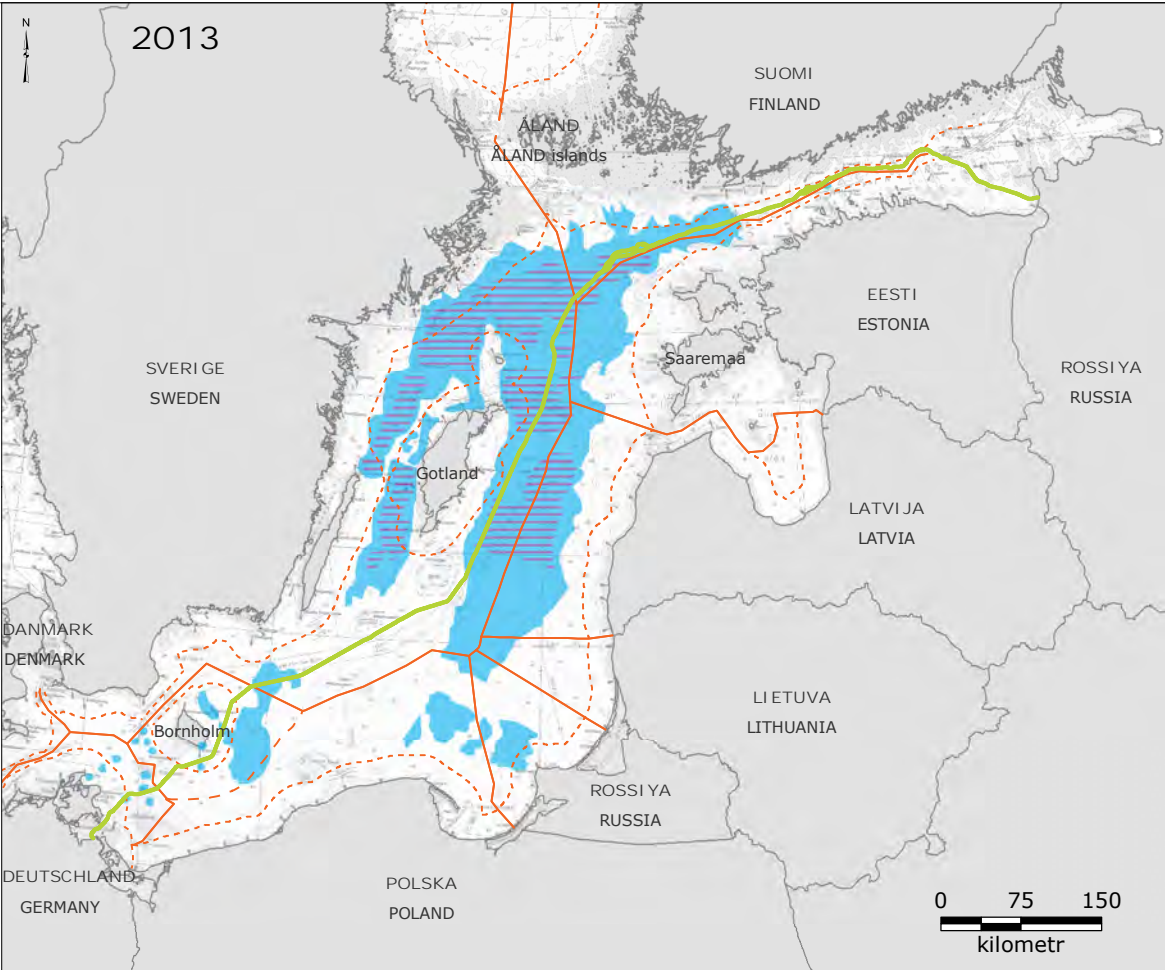 N
2013
SUOMI
FINLAND
ÅLAND
ÅLAND islands
EESTI
ESTONIA
Saaremaa
ROSSIYA
RUSSIA
SVERIGE
SWEDEN
Gotland
LATVIJA
LATVIA
DANMARK
DENMARK
LIETUVA
LITHUANIA
Bornholm
ROSSIYA
RUSSIA
DEUTSCHLAND
GERMANY
POLSKA
POLAND
0 75 150
kilometr